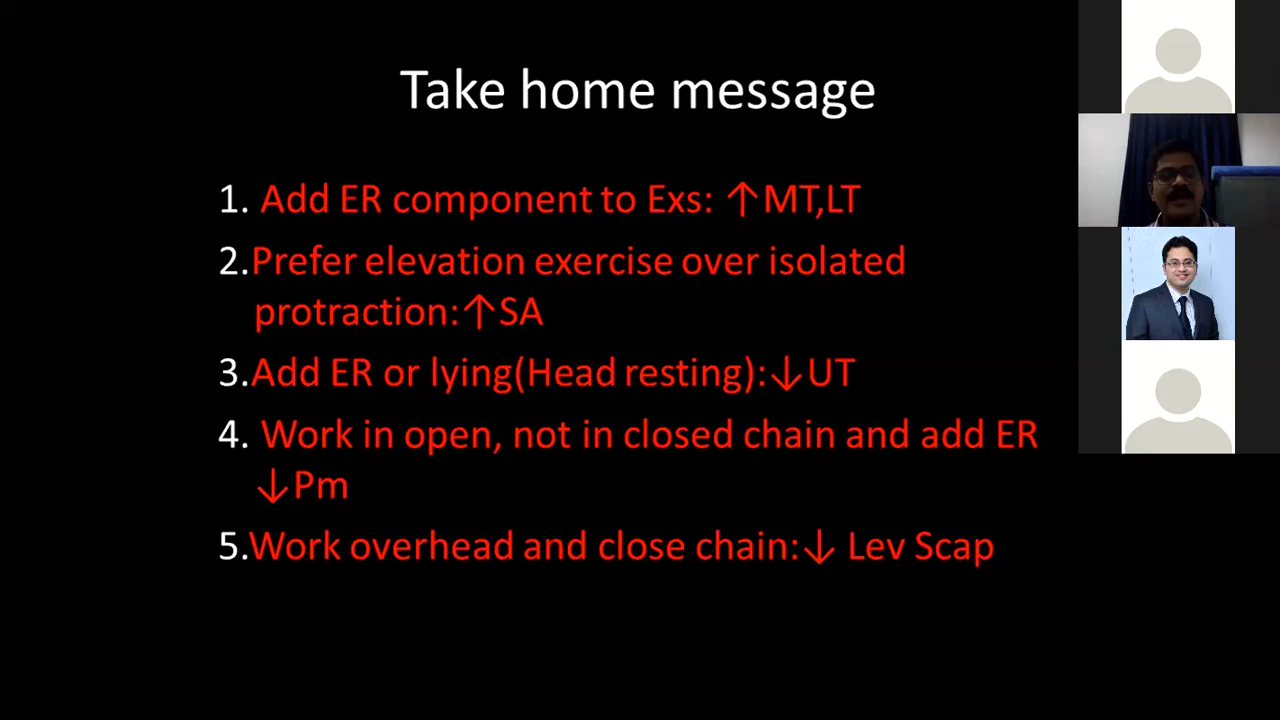 Take home message
1. Add ER component to Exs: ↑MT,LT
2.Prefer elevation exercise over isolated
protraction:↑SA
3.Add ER or lying(Head resting):↓UT
4. Work in open, not in closed chain and add ER
↓Pm
5.Work overhead and close chain:↓ Lev Scap